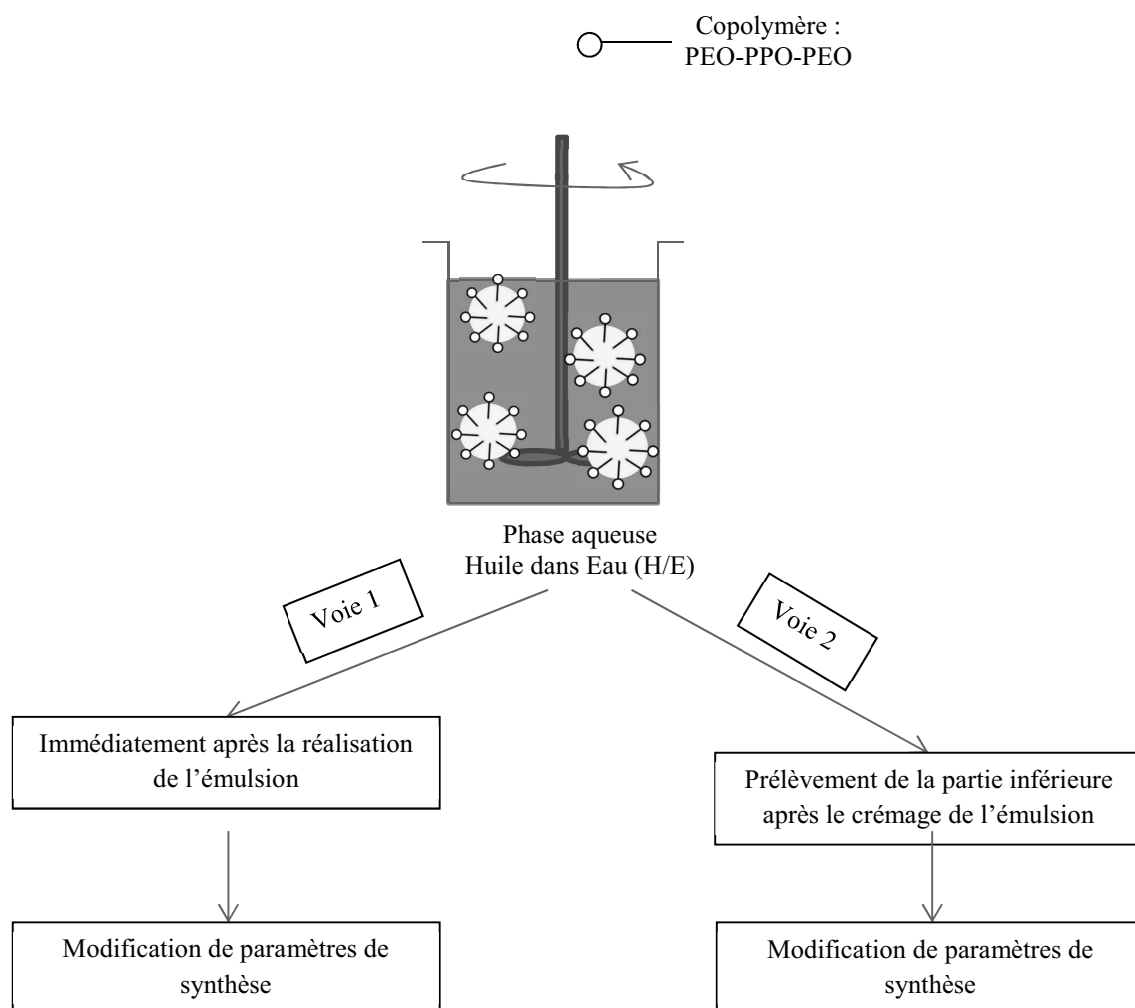 Copolymère :
PEO-PPO-PEO
Phase aqueuse
Huile dans Eau (H/E)
Voie 1
Voie 2
Immédiatement après la réalisation
de l’émulsion
Prélèvement de la partie inférieure
après le crémage de l’émulsion
Modification de paramètres de
synthèse
Modification de paramètres de
synthèse